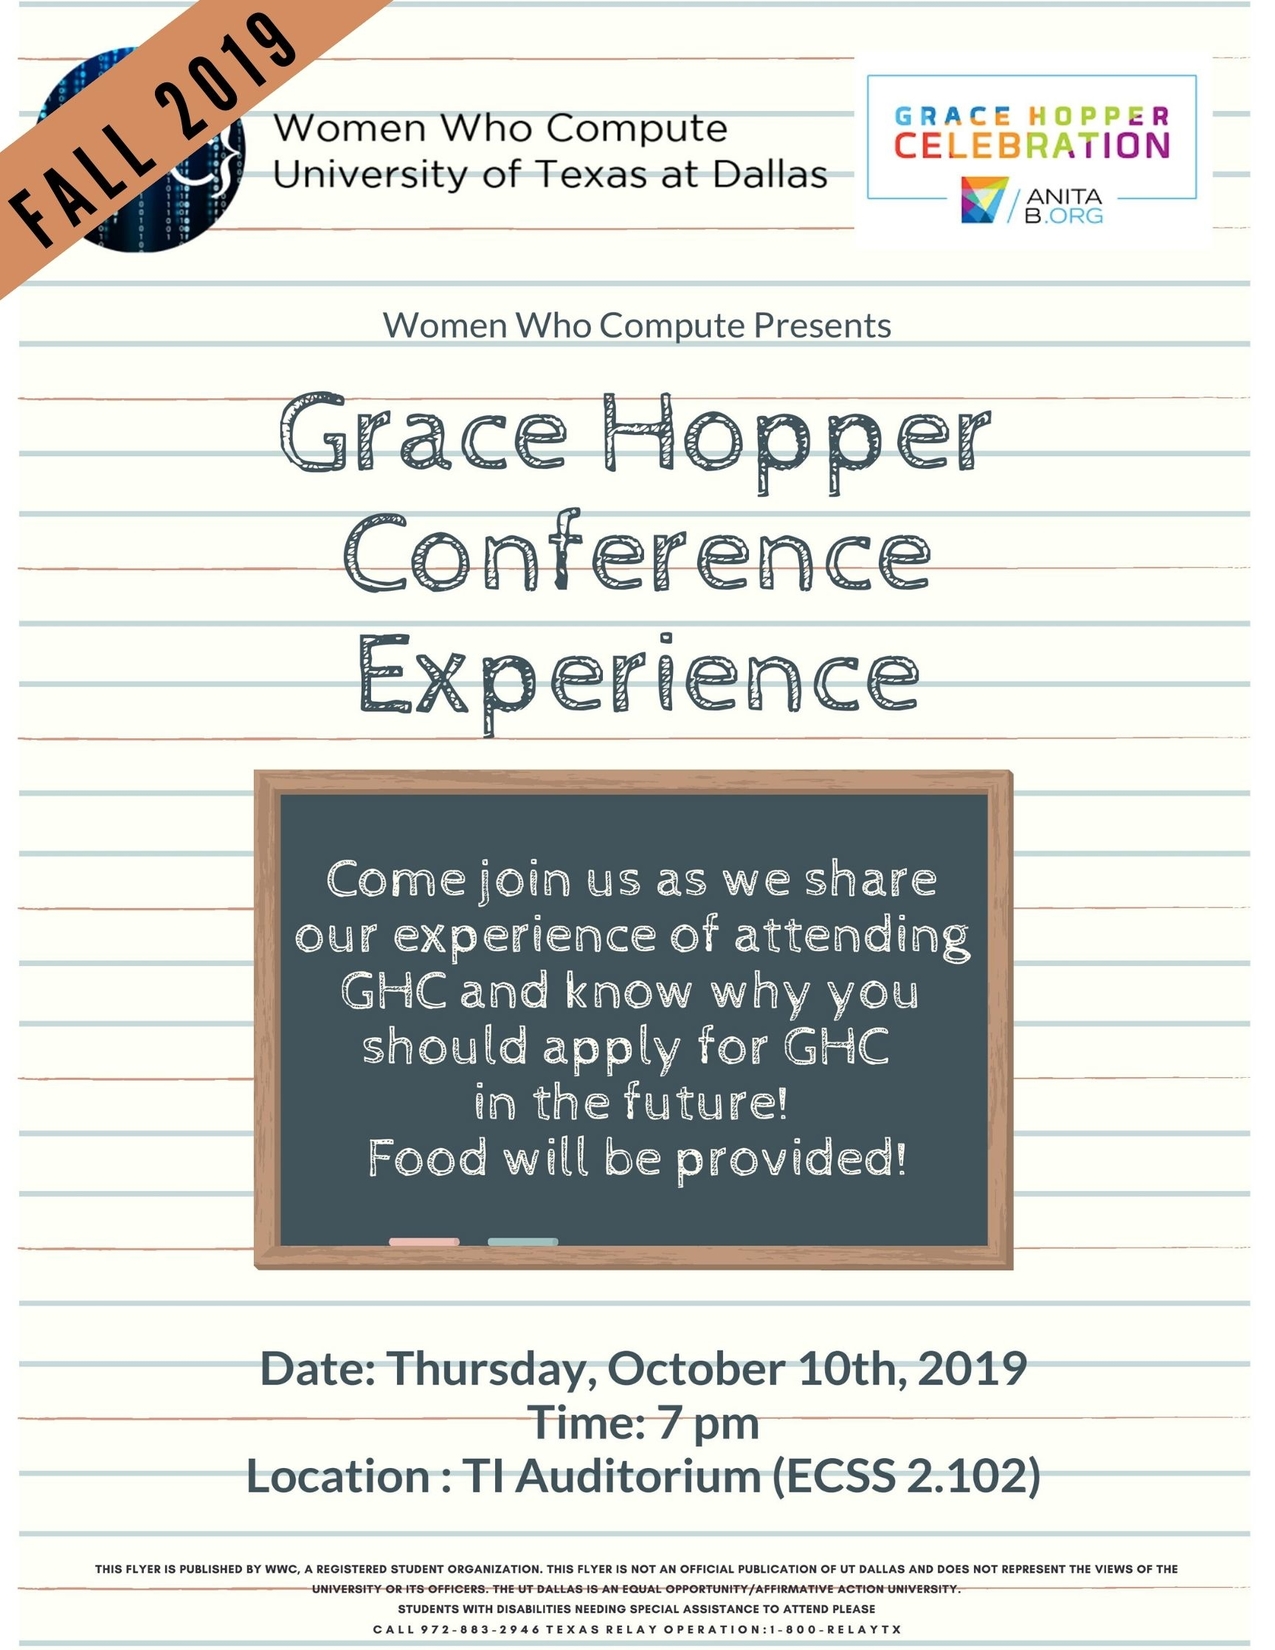 FALL 2019
Women Who Compute
University of Texas at Dallas
GRACE HOPPER
CELEBRATION
ANITA
B.ORG
Women Who Compute Presents
Grace Hopper
Conference
Experience
Come join us as we share
our experience of attending
GHC and know why you
should apply for GHC
in the future!
Food will be provided!
Date: Thursday, October 10th, 2019
Time: 7 pm
Location : TI Auditorium (ECSS 2.102)
THIS FLYER IS PUBLISHED BY WWC, A REGISTERED STUDENT ORGANIZATION. THIS FLYER IS NOT AN OFFICIAL PUBLICATION OF UT DALLAS AND DOES NOT REPRESENT THE VIEWS OF THE
UNIVERSITY OR ITS OFFICERS. THE UT DALLAS IS AN EQUAL OPPORTUNITY/AFFIRMATIVE ACTION UNIVERSITY.
STUDENTS WITH DISABILITIES NEEDING SPECIAL ASSISTANCE TO ATTEND PLEASE
CALL 972-883-2946 TEXAS RELAY OPERATION:1-800-RELAYTX